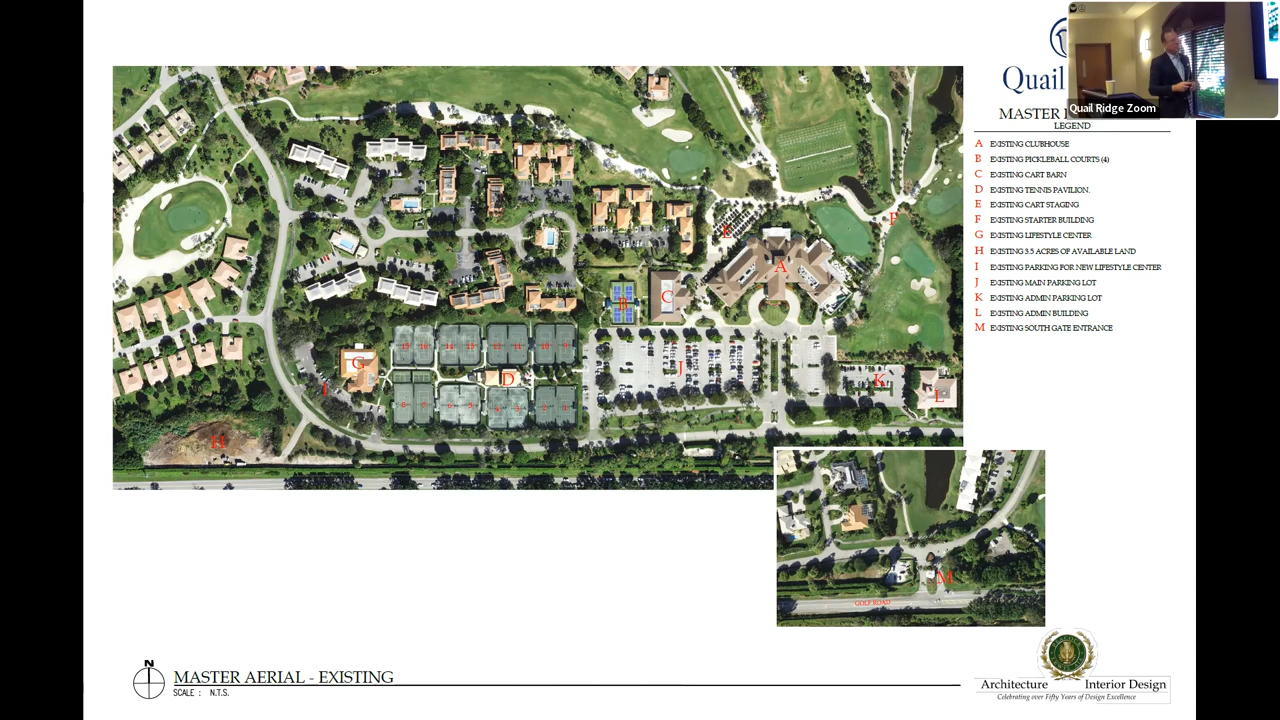 Quail
Quail Ridge Zoom
MASTER
LEGEND
A EXISTING CLUBHOUSE
B EXISTING PICKLEBALL COURTS (4)
C EXISTING CART BARN
D EXISTING TENNIS PAVILION.
E EXISTING CART STAGING
F EXISTING STARTER BUILDING
G EXISTING LIFESTYLE CENTER
H EXISTING 3.5 ACRES OF AVAILABLE LAND
I EXISTING PARKING FOR NEW LIFESTYLE CENTER
J EXISTING MAIN PARKING LOT
K EXISTING ADMIN PARKING LOT
L EXISTING ADMIN BUILDING
M EXISTING SOUTH GATE ENTRANCE
F
E
A
B
C
G
D
J
K
I
L
H
M
GOLF ROAD
N
MASTER AERIAL - EXISTING
SCALE : N.T.S.
Architecture Interior Design
Celebrating over Fifty Years of Design Excellence